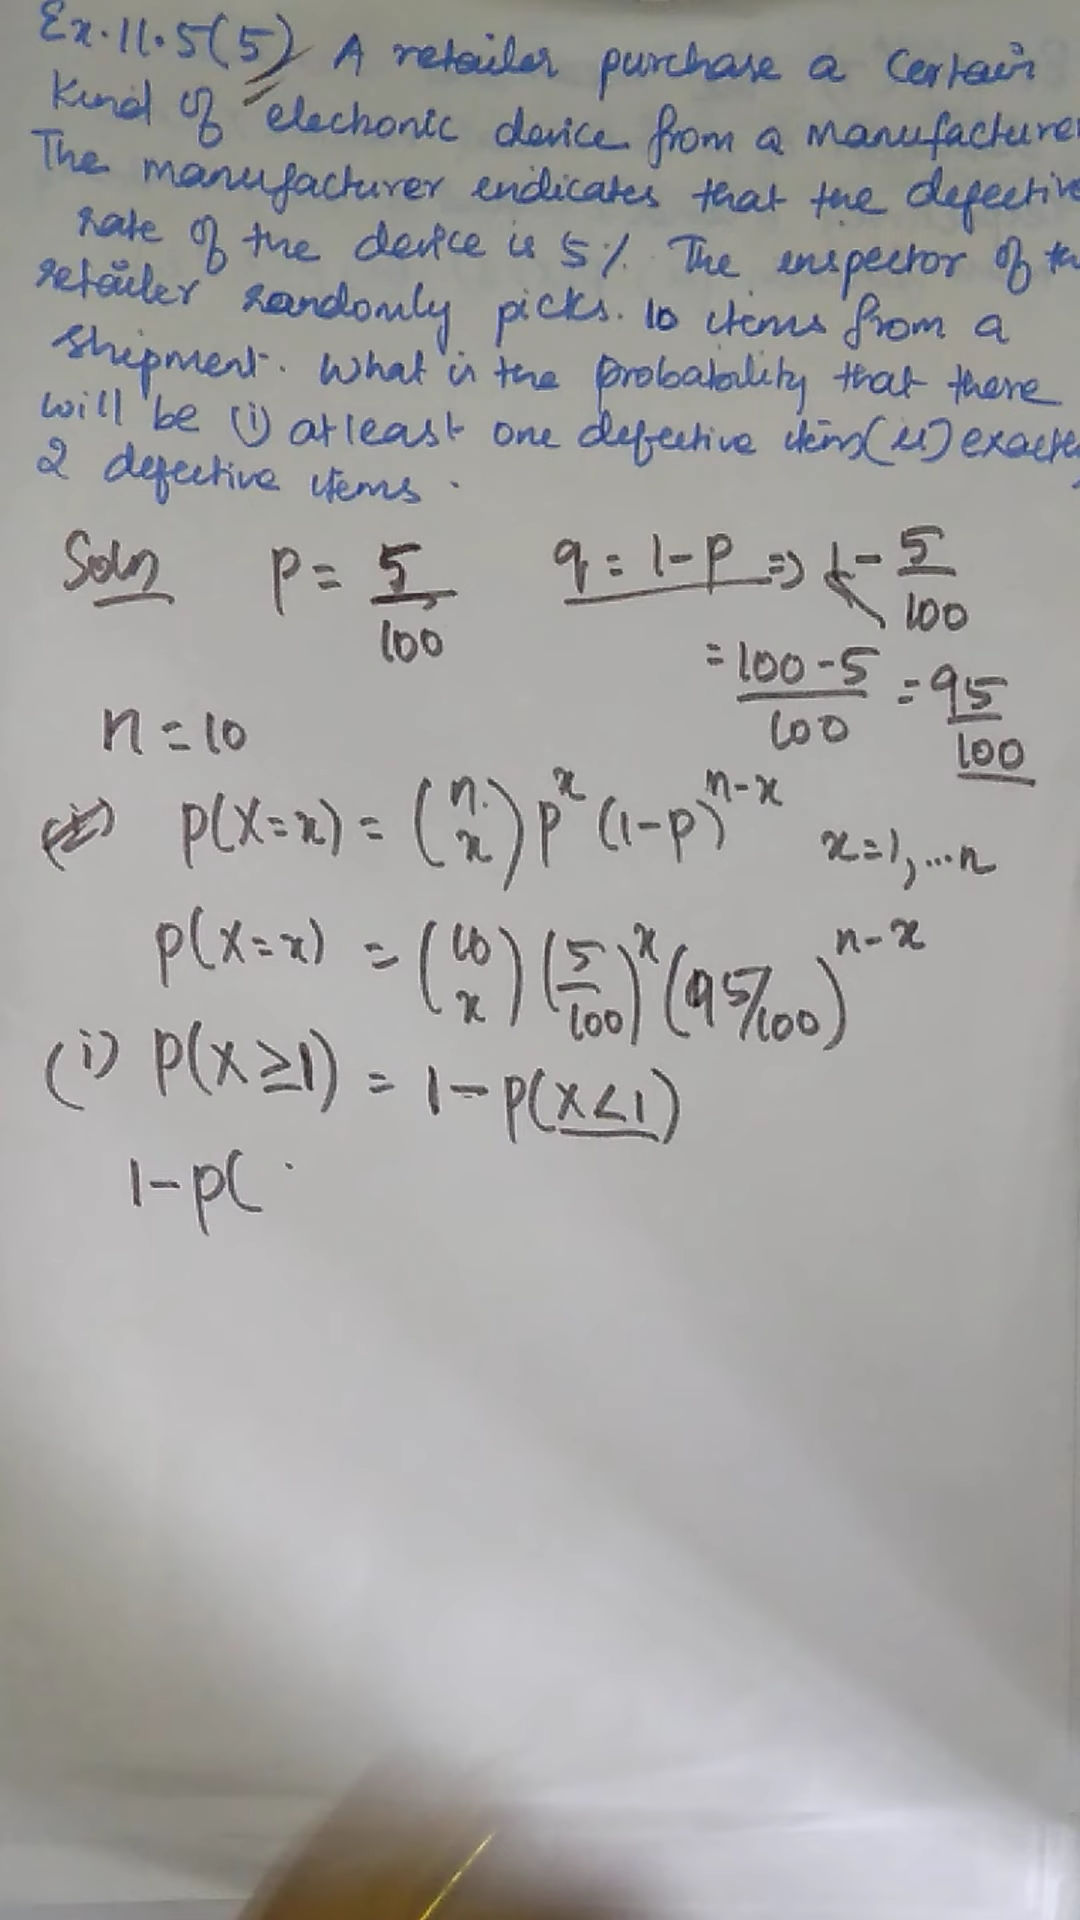 Ex.11.5(5) A retailer purchase a certain
Kind of electronic device from a manufacturer
The manufacturer indicates that the defective
rate of the device is 5%. The inspector of the
retailer randomly picks. 10 items from a
shipment. What is the probability that there
will be (i) at least one defective item (ii) exactly
2 defective items.
Soln P = 5/100 q = 1-P => 1 - 5/100
= (100-5)/100 = 95/100
n = 10
P(X=x) = (n x) p^x (1-p)^(n-x) x=1,...n
P(X=x) = (10 x) (5/100)^x (95/100)^(n-x)
(i) P(X≥1) = 1-P(X<1)
1-P(